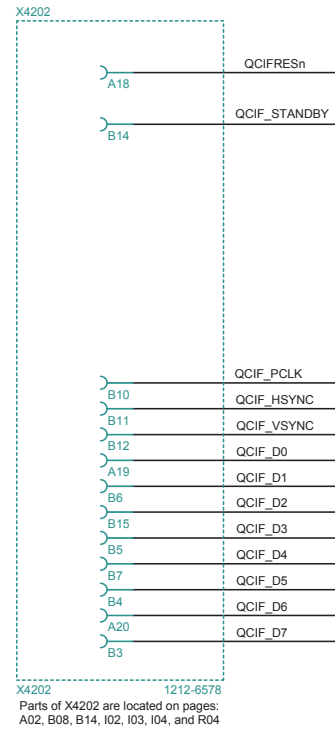 X4202
QCIFRESn
A18
QCIF_STANDBY
B14
QCIF_PCLK
B10
QCIF_HSYNC
B11
QCIF_VSYNC
B12
QCIF_D0
A19
QCIF_D1
B6
QCIF_D2
B15
QCIF_D3
B5
QCIF_D4
B7
QCIF_D5
B4
QCIF_D6
A20
QCIF_D7
B3
X4202 1212-6578
Parts of X4202 are located on pages:
A02, B08, B14, I02, I03, I04, and R04